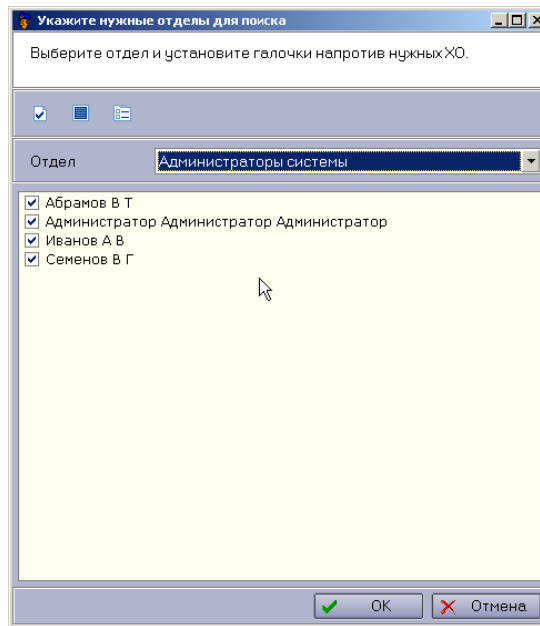 Укажите нужные отделы для поиска
Выберите отдел и установите галочки напротив нужных ХО.
Отдел Администраторы системы
Абрамов В Т
Администратор Администратор Администратор
Иванов А В
Семенов В Г
ОК Отмена